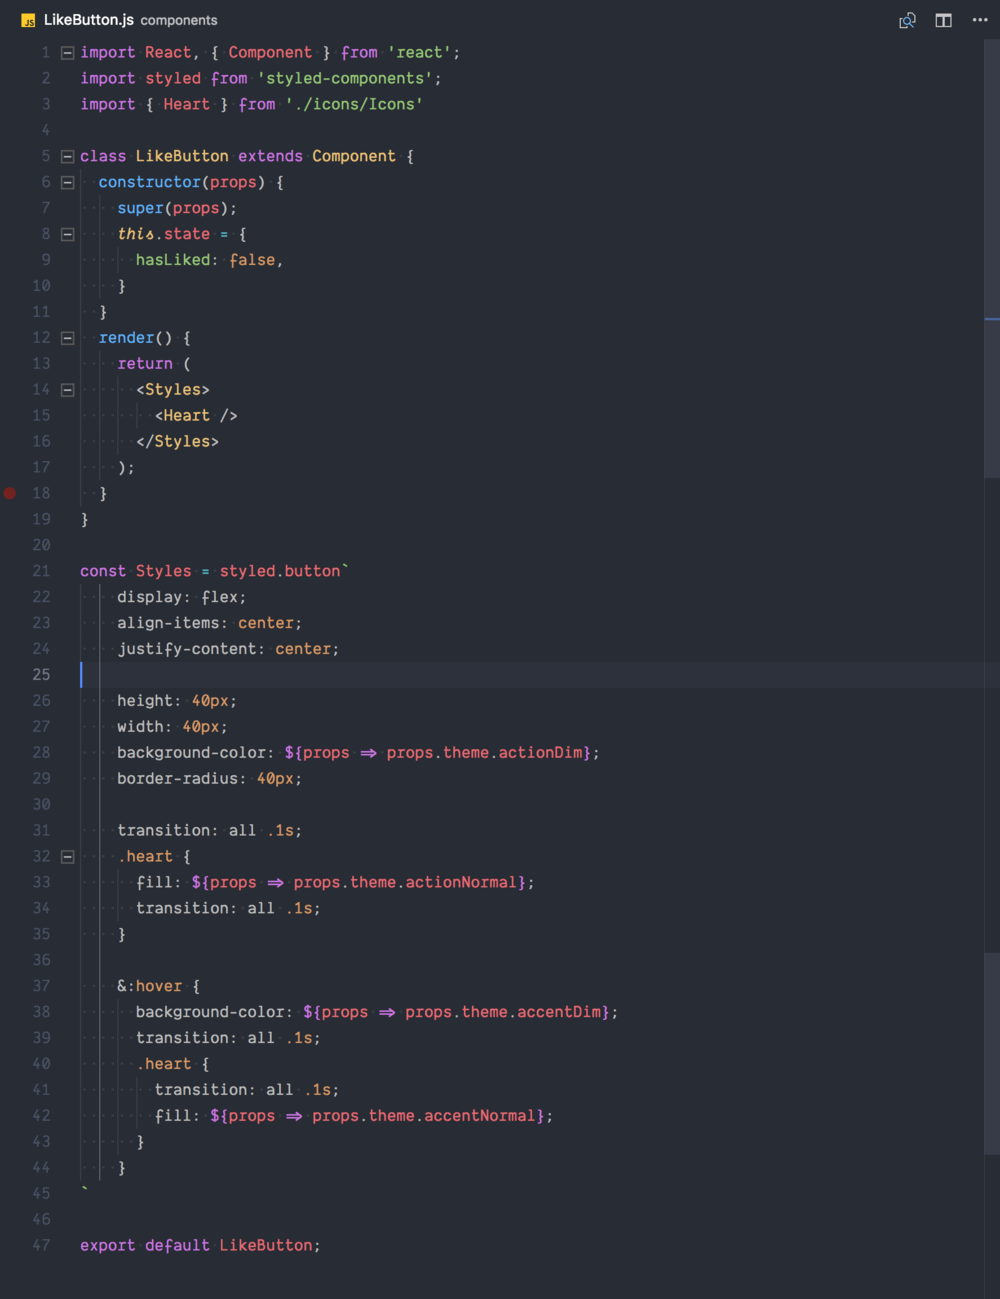 JS LikeButton.js components
1 import React, { Component } from 'react';
2 import styled from 'styled-components';
3 import { Heart } from './icons/Icons'
4
5 class LikeButton extends Component {
6 constructor(props) {
7 super(props);
8 this.state = {
9 hasLiked: false,
10 }
11 }
12 render() {
13 return (
14 <Styles>
15 <Heart />
16 </Styles>
17 );
18 }
19 }
20
21 const Styles = styled.button`
22 display: flex;
23 align-items: center;
24 justify-content: center;
25
26 height: 40px;
27 width: 40px;
28 background-color: ${props => props.theme.actionDim};
29 border-radius: 40px;
30
31 transition: all .1s;
32 .heart {
33 fill: ${props => props.theme.actionNormal};
34 transition: all .1s;
35 }
36
37 &:hover {
38 background-color: ${props => props.theme.accentDim};
39 transition: all .1s;
40 .heart {
41 transition: all .1s;
42 fill: ${props => props.theme.accentNormal};
43 }
44 }
45 `
46
47 export default LikeButton;